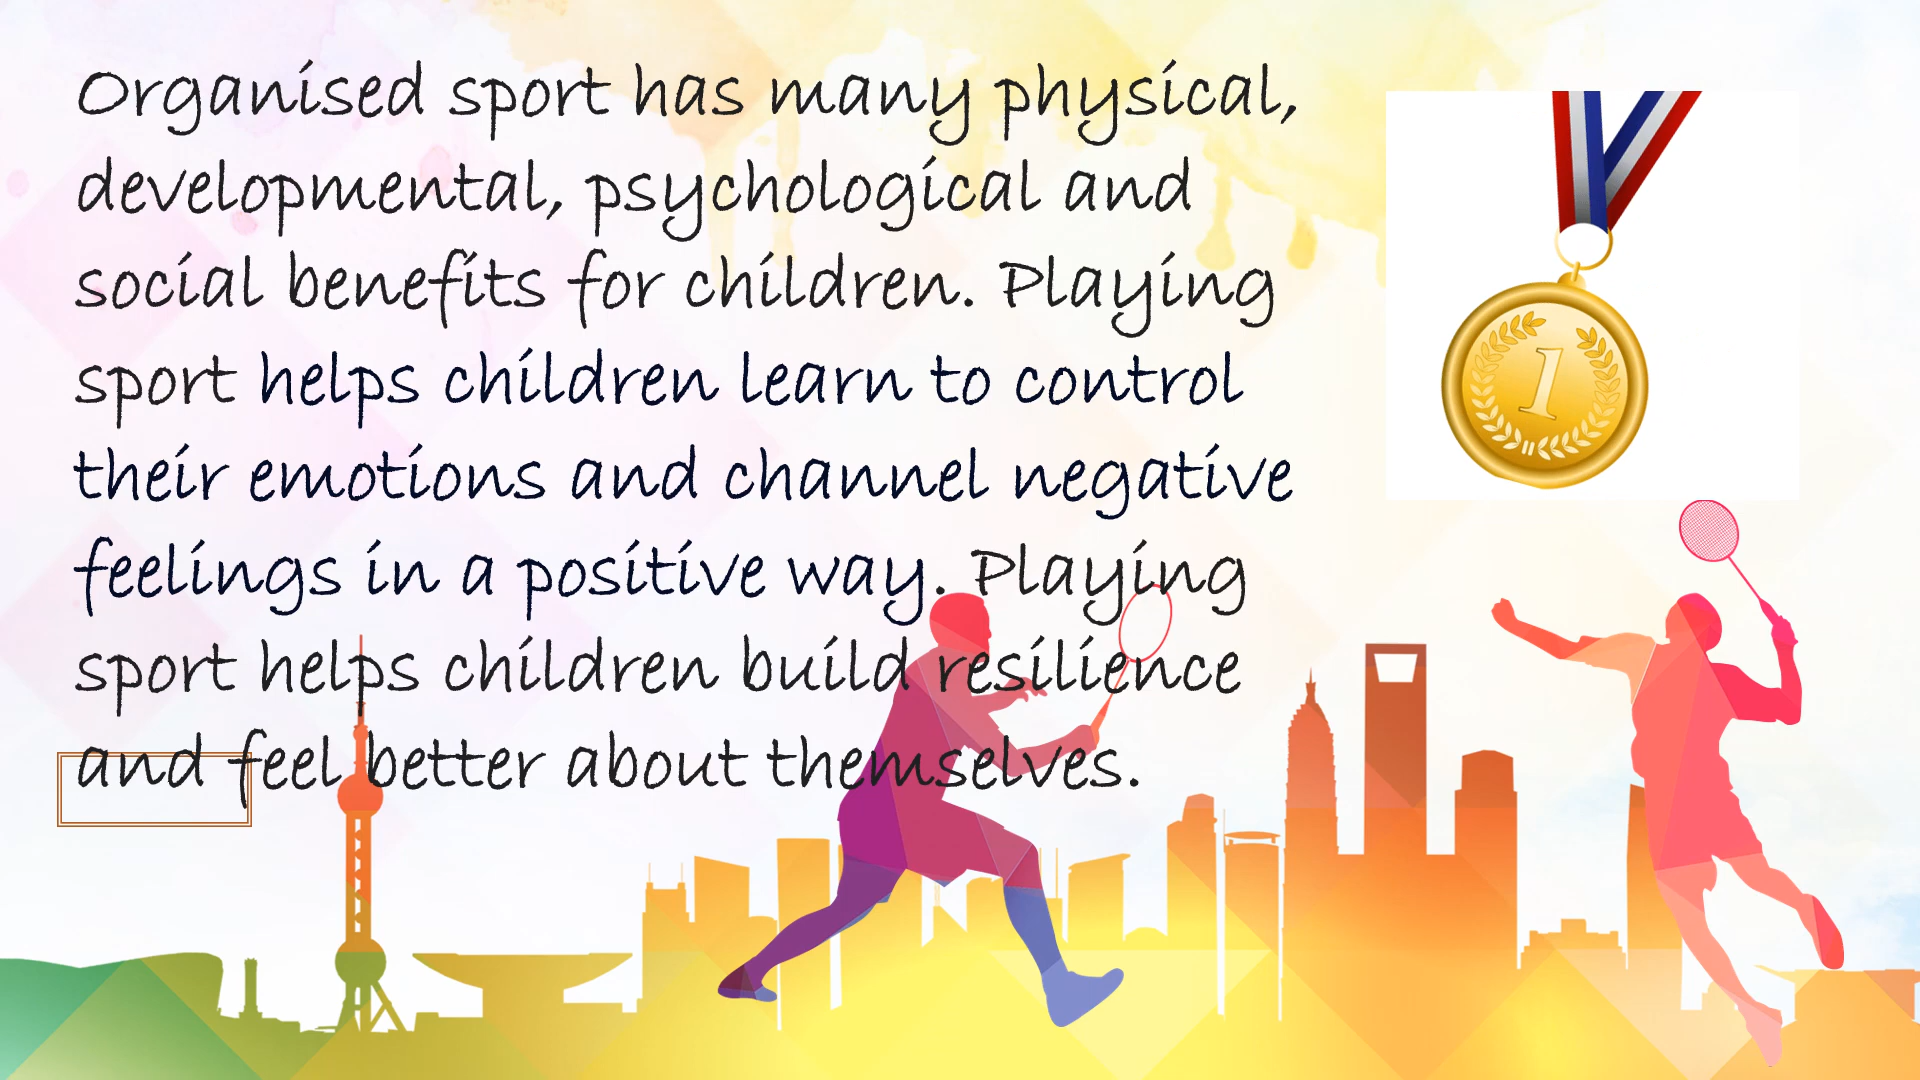 Organised sport has many physical,
developmental, psychological and
social benefits for children. Playing
sport helps children learn to control
their emotions and channel negative
feelings in a positive way. Playing
sport helps children build resilience
and feel better about themselves.
1